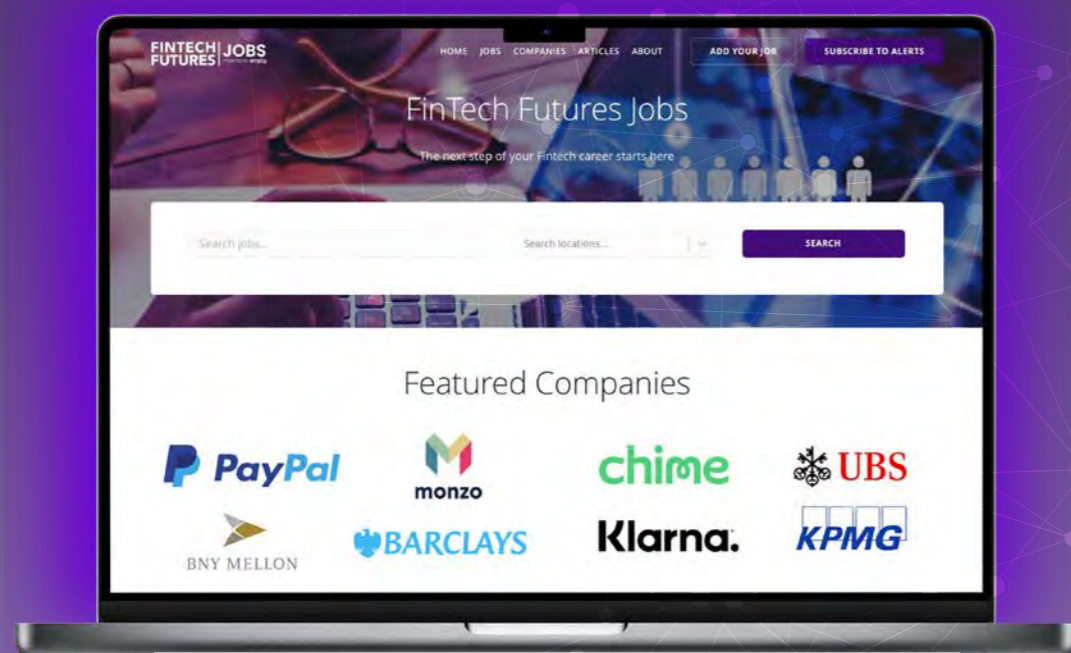 FINTECH FUTURES JOBS
HOME JOBS COMPANIES ARTICLES ABOUT ADD YOUR JOB SUBSCRIBE TO ALERTS
FinTech Futures Jobs
The next step of your Fintech career starts here
Search jobs...
Search locations...
SEARCH
Featured Companies
PayPal
monzo
chime
UBS
BNY MELLON
BARCLAYS
Klarna.
KPMG